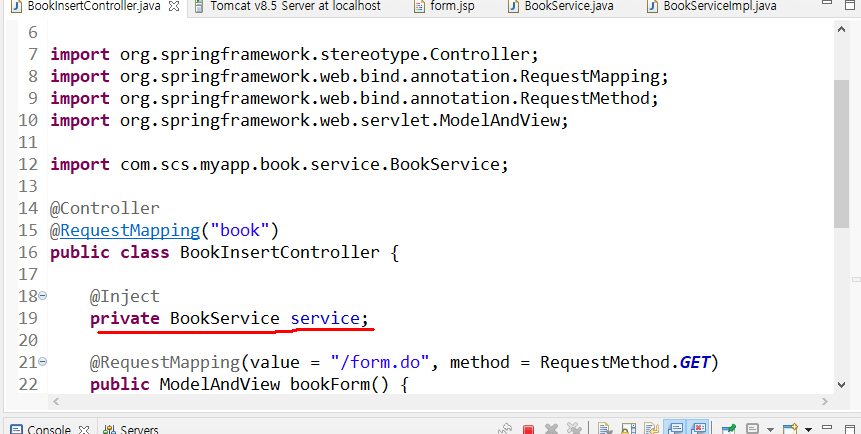 BookInsertController.java
Tomcat v8.5 Server at localhost
form.jsp
BookService.java
BookServiceImpl.java
6
7 import org.springframework.stereotype.Controller;
8 import org.springframework.web.bind.annotation.RequestMapping;
9 import org.springframework.web.bind.annotation.RequestMethod;
10 import org.springframework.web.servlet.ModelAndView;
11
12 import com.scs.myapp.book.service.BookService;
13
14 @Controller
15 @RequestMapping("book")
16 public class BookInsertController {
17
18 @Inject
19 private BookService service;
20
21 @RequestMapping(value = "/form.do", method = RequestMethod.GET)
22 public ModelAndView bookForm() {
Console
Servers